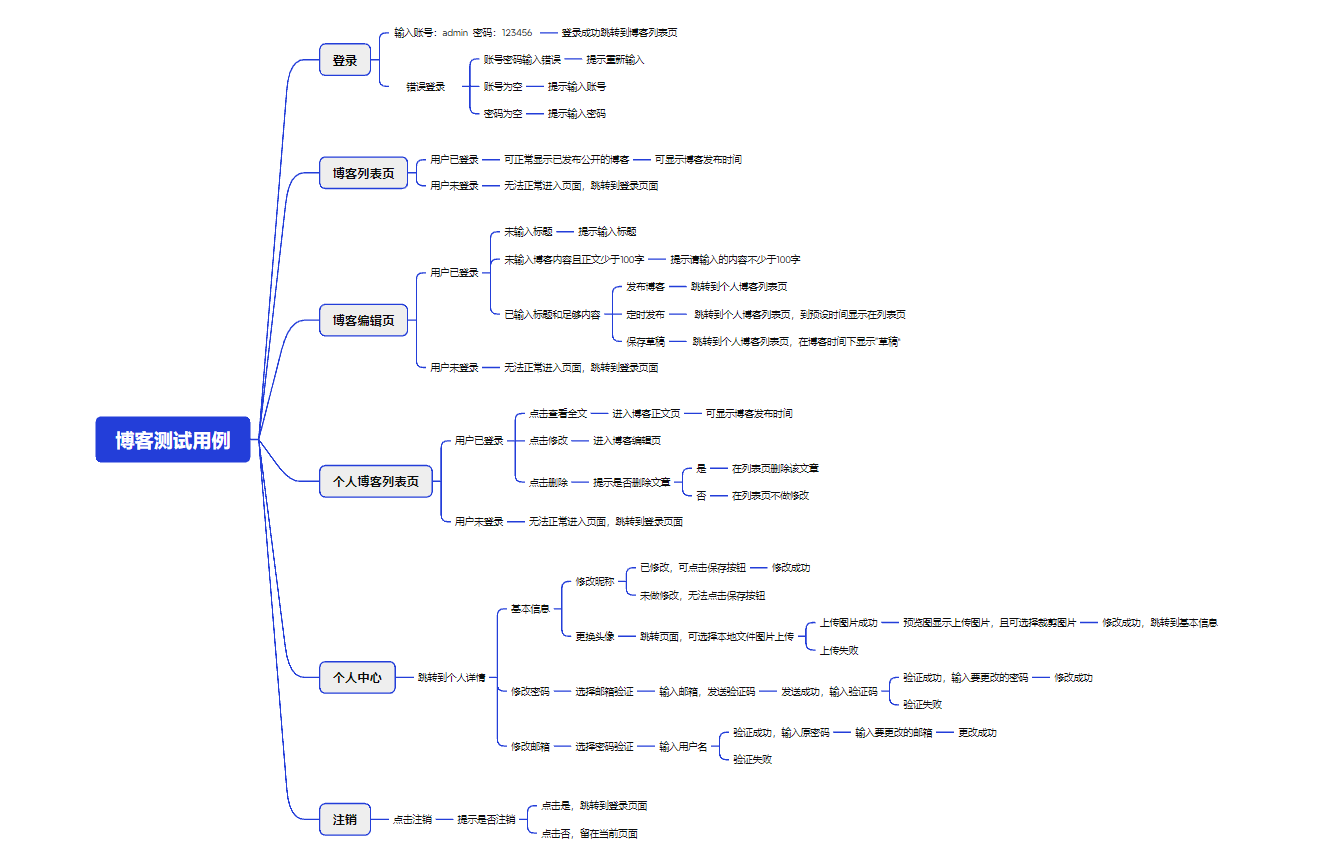 博客测试用例
登录
输入账号：admin 密码：123456
登录成功跳转到博客列表页
错误登录
账号密码输入错误
提示重新输入
账号为空
提示输入账号
密码为空
提示输入密码
博客列表页
用户已登录
可正常显示已发布公开的博客
可显示博客发布时间
用户未登录
无法正常进入页面，跳转到登录页面
博客编辑页
用户已登录
未输入标题
提示输入标题
未输入博客内容且正文少于100字
提示请输入的内容不少于100字
已输入标题和足够内容
发布博客
跳转到个人博客列表页
定时发布
跳转到个人博客列表页，到预设时间显示在列表页
保存草稿
跳转到个人博客列表页，在博客时间下显示“草稿”
用户未登录
无法正常进入页面，跳转到登录页面
个人博客列表页
用户已登录
点击查看全文
进入博客正文页
可显示博客发布时间
点击修改
进入博客编辑页
点击删除
提示是否删除文章
是
在列表页删除该文章
否
在列表页不做修改
用户未登录
无法正常进入页面，跳转到登录页面
个人中心
跳转到个人详情
基本信息
修改昵称
已修改，可点击保存按钮
修改成功
未做修改，无法点击保存按钮
更换头像
跳转页面，可选择本地文件图片上传
上传图片成功
预览图显示上传图片，且可选择裁剪图片
修改成功，跳转到基本信息
上传失败
修改密码
选择邮箱验证
输入邮箱，发送验证码
发送成功，输入验证码
验证成功，输入要更改的密码
修改成功
验证失败
修改邮箱
选择密码验证
输入用户名
验证成功，输入原密码
输入要更改的邮箱
更改成功
验证失败
注销
点击注销
提示是否注销
点击是，跳转到登录页面
点击否，留在当前页面